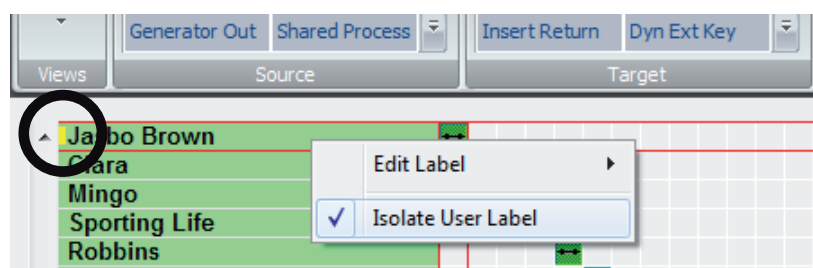 Generator Out Shared Process Insert Return Dyn Ext Key
Views Source Target
Jasbo Brown
Clara Edit Label
Mingo
Sporting Life Isolate User Label
Robbins